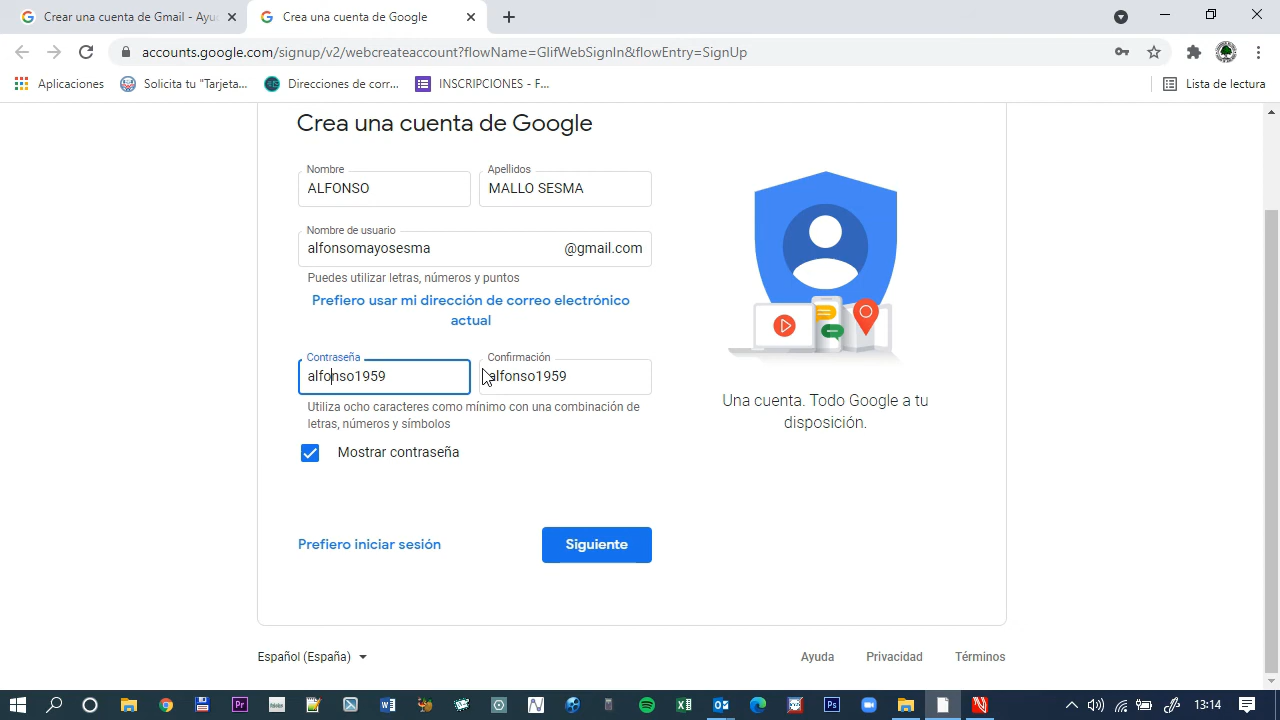 Crear una cuenta de Gmail - Ayu
Crea una cuenta de Google
accounts.google.com/signup/v2/webcreateaccount?flowName=GlifWebSignIn&flowEntry=SignUp
Aplicaciones
Solicita tu "Tarjeta...
Direcciones de corr...
INSCRIPCIONES - F...
Lista de lectura
Crea una cuenta de Google
Nombre
Apellidos
ALFONSO
MALLO SESMA
Nombre de usuario
alfonsomayosesma
@gmail.com
Puedes utilizar letras, números y puntos
Prefiero usar mi dirección de correo electrónico
actual
Contraseña
Confirmación
alfonso1959
alfonso1959
Utiliza ocho caracteres como mínimo con una combinación de
letras, números y símbolos
Mostrar contraseña
Una cuenta. Todo Google a tu
disposición.
Prefiero iniciar sesión
Siguiente
Español (España)
Ayuda
Privacidad
Términos
13:14